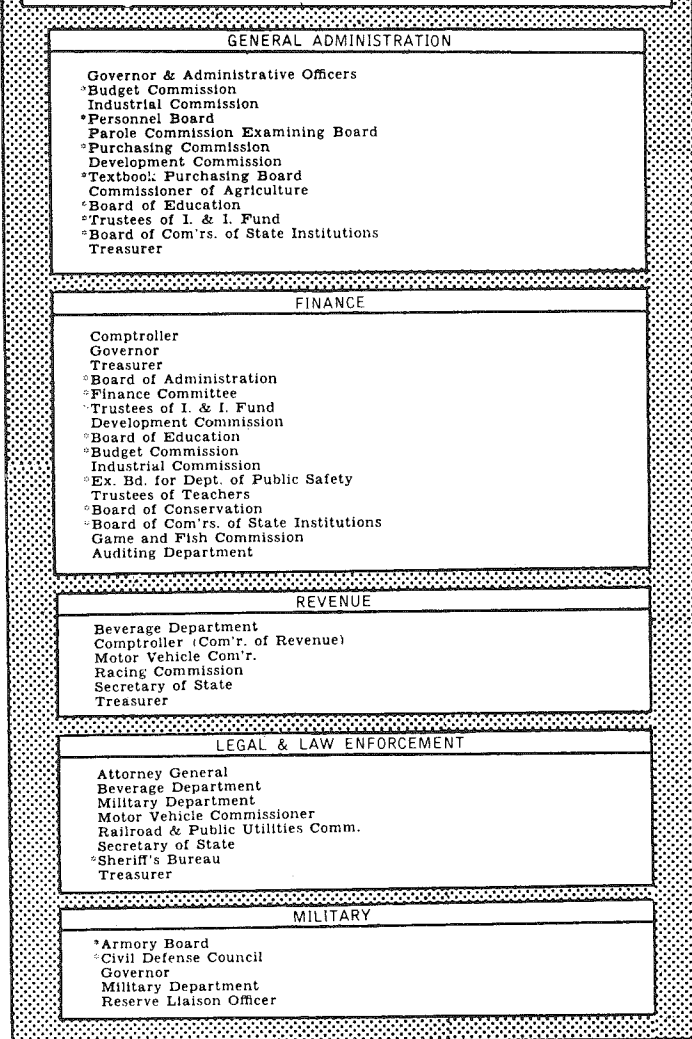 GENERAL ADMINISTRATION
Governor & Administrative Officers
*Budget Commission
Industrial Commission
*Personnel Board
Parole Commission Examining Board
*Purchasing Commission
Development Commission
*Textbook Purchasing Board
Commissioner of Agriculture
*Board of Education
*Trustees of I. & I. Fund
*Board of Com'rs. of State Institutions
Treasurer
FINANCE
Comptroller
Governor
Treasurer
*Board of Administration
*Finance Committee
*Trustees of I. & I. Fund
Development Commission
*Board of Education
*Budget Commission
Industrial Commission
*Ex. Bd. for Dept. of Public Safety
Trustees of Teachers
*Board of Conservation
*Board of Com'rs. of State Institutions
Game and Fish Commission
Auditing Department
REVENUE
Beverage Department
Comptroller (Com'r. of Revenue)
Motor Vehicle Com'r.
Racing Commission
Secretary of State
Treasurer
LEGAL & LAW ENFORCEMENT
Attorney General
Beverage Department
Military Department
Motor Vehicle Commissioner
Railroad & Public Utilities Comm.
Secretary of State
*Sheriff's Bureau
Treasurer
MILITARY
*Armory Board
*Civil Defense Council
Governor
Military Department
Reserve Liaison Officer